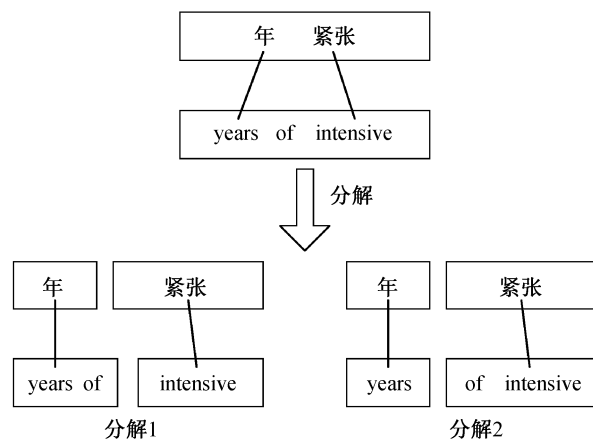 年 紧张
years of intensive
分解
年 紧张 年 紧张
years of intensive years of intensive
分解1 分解2